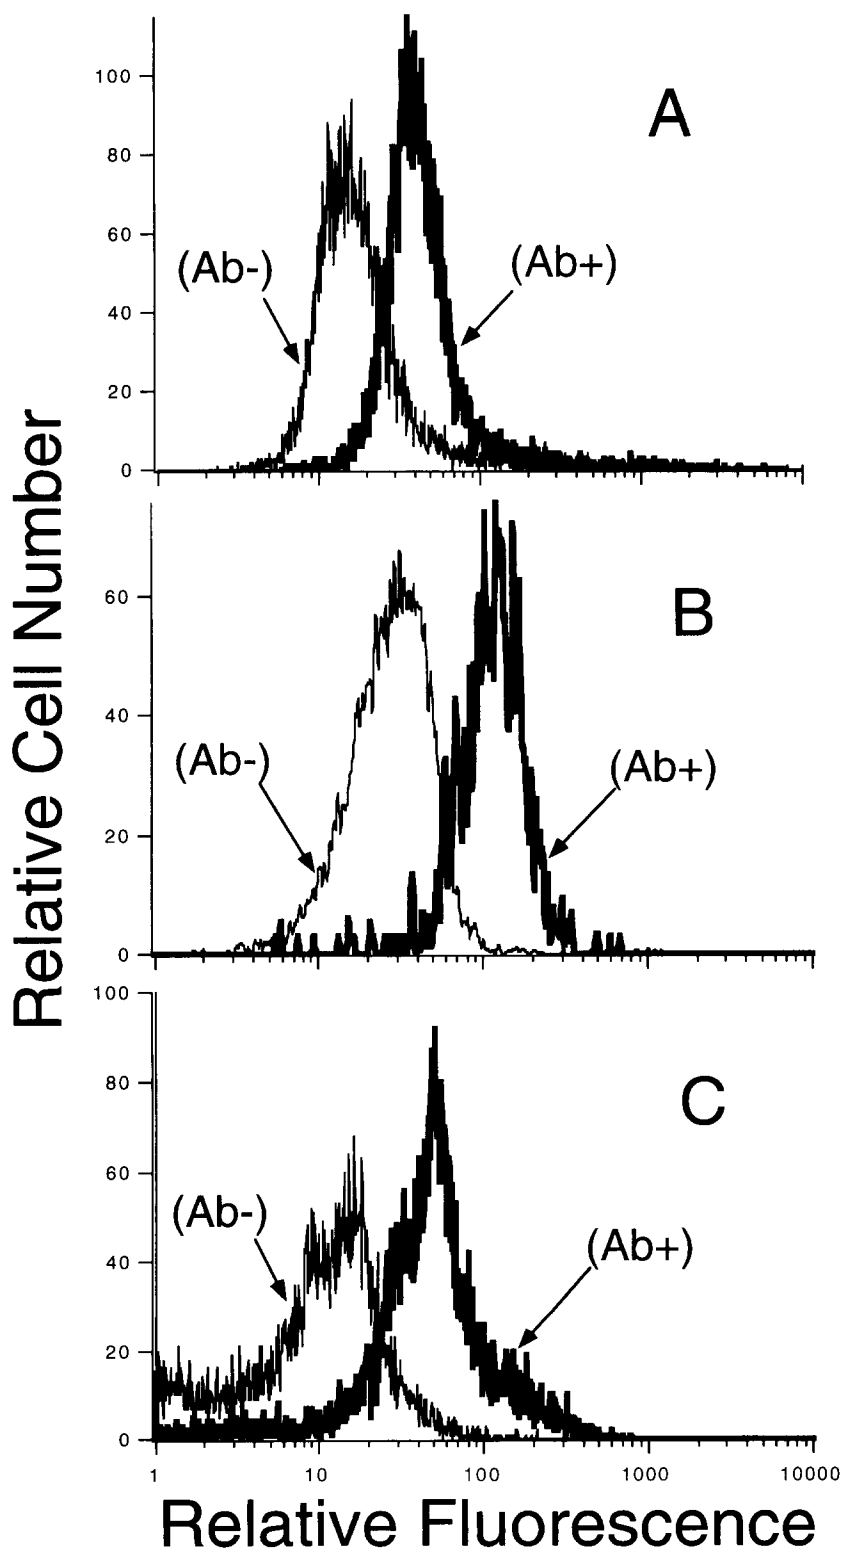 Relative Cell Number
100
80
60
40
20
0
A
(Ab-)
(Ab+)
60
40
20
0
B
(Ab-)
(Ab+)
100
80
60
40
20
0
C
(Ab-)
(Ab+)
1 10 100 1000 10000
Relative Fluorescence